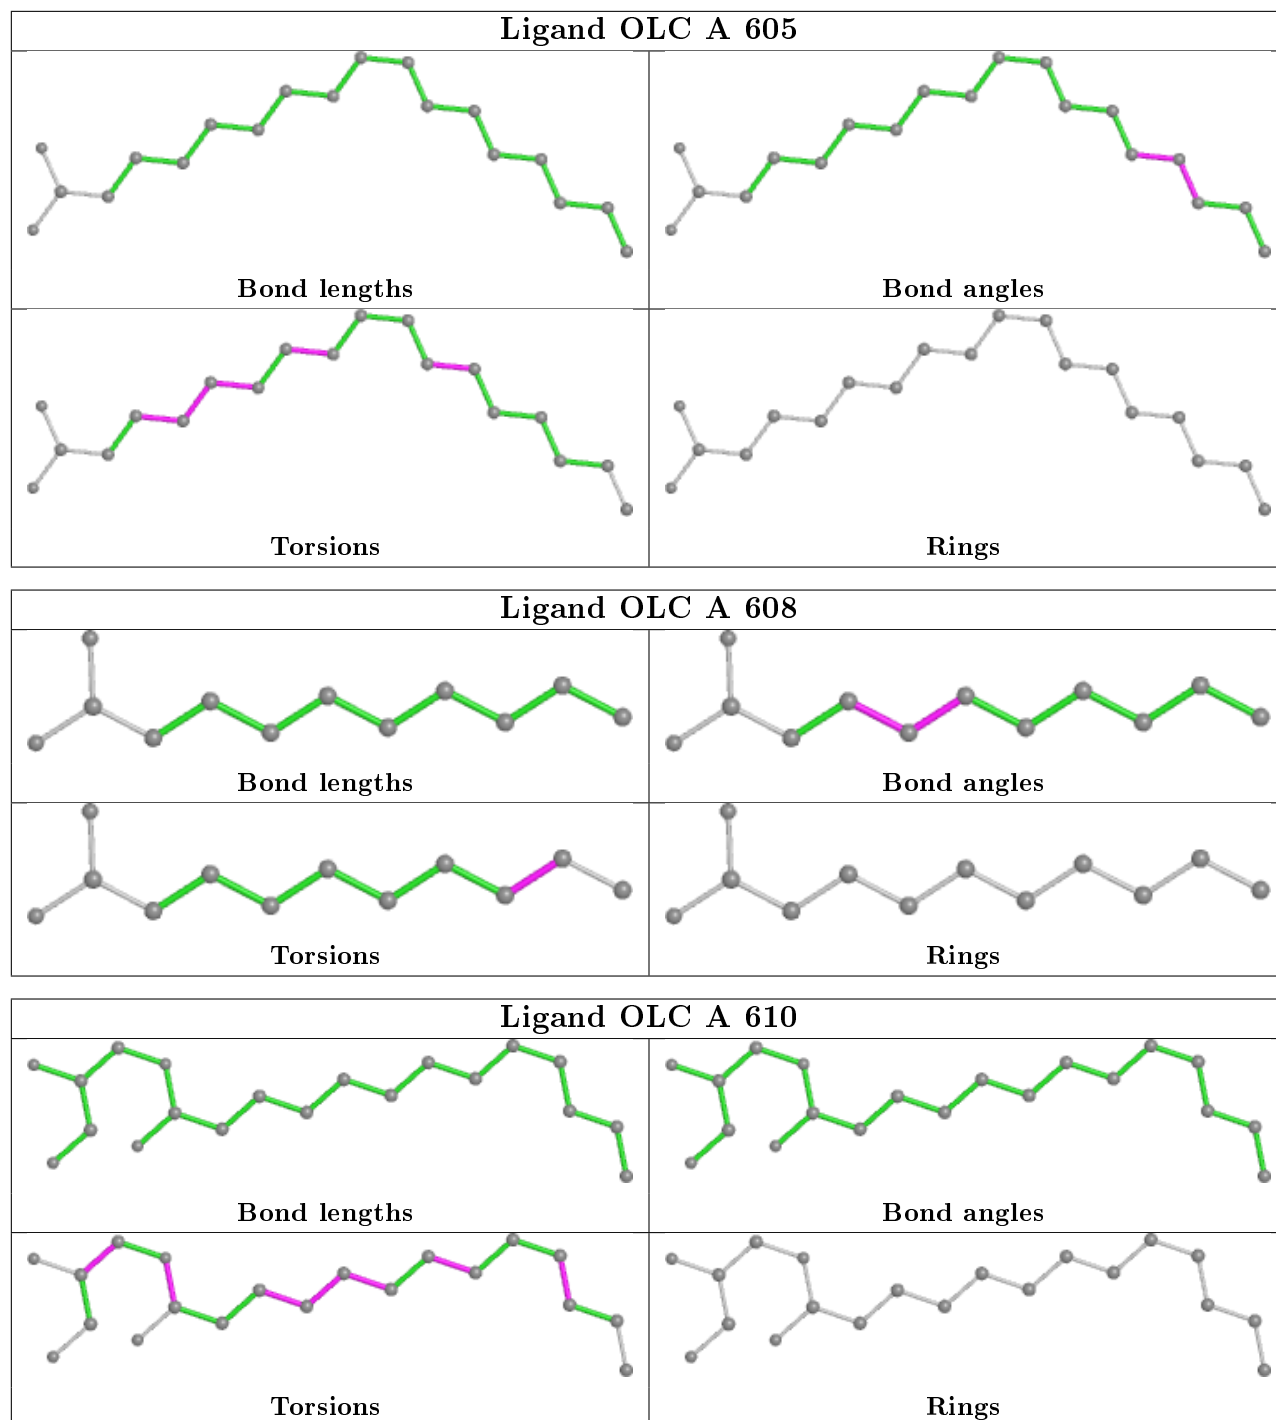 Ligand OLC A 605
Bond lengths
Bond angles
Torsions
Rings
Ligand OLC A 608
Bond lengths
Bond angles
Torsions
Rings
Ligand OLC A 610
Bond lengths
Bond angles
Torsions
Rings